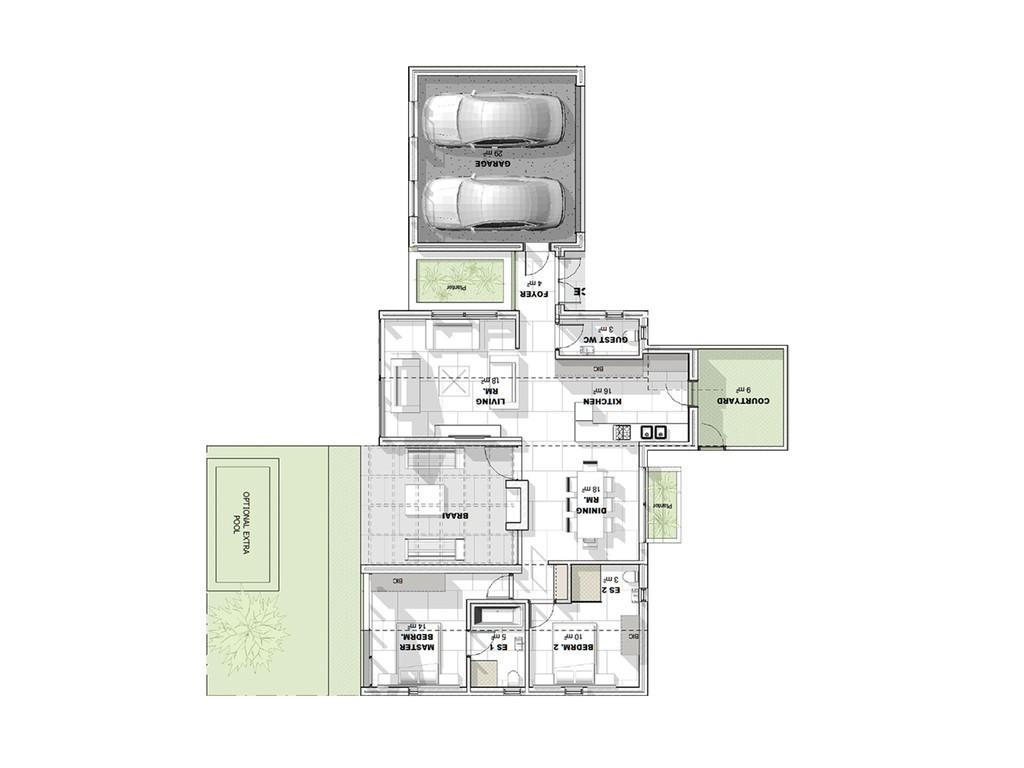 GARAGE
29 m²
Planter
FOYER
4 m²
GUEST WC
3 m²
LIVING
RM.
18 m²
BIC
KITCHEN
16 m²
COURTYARD
9 m²
OPTIONAL EXTRA
POOL
BRAAI
DINING
RM.
18 m²
Planter
BIC
ES 2
3 m²
MASTER
BEDRM.
14 m²
ES 1
5 m²
BEDRM. 2
10 m²
BIC